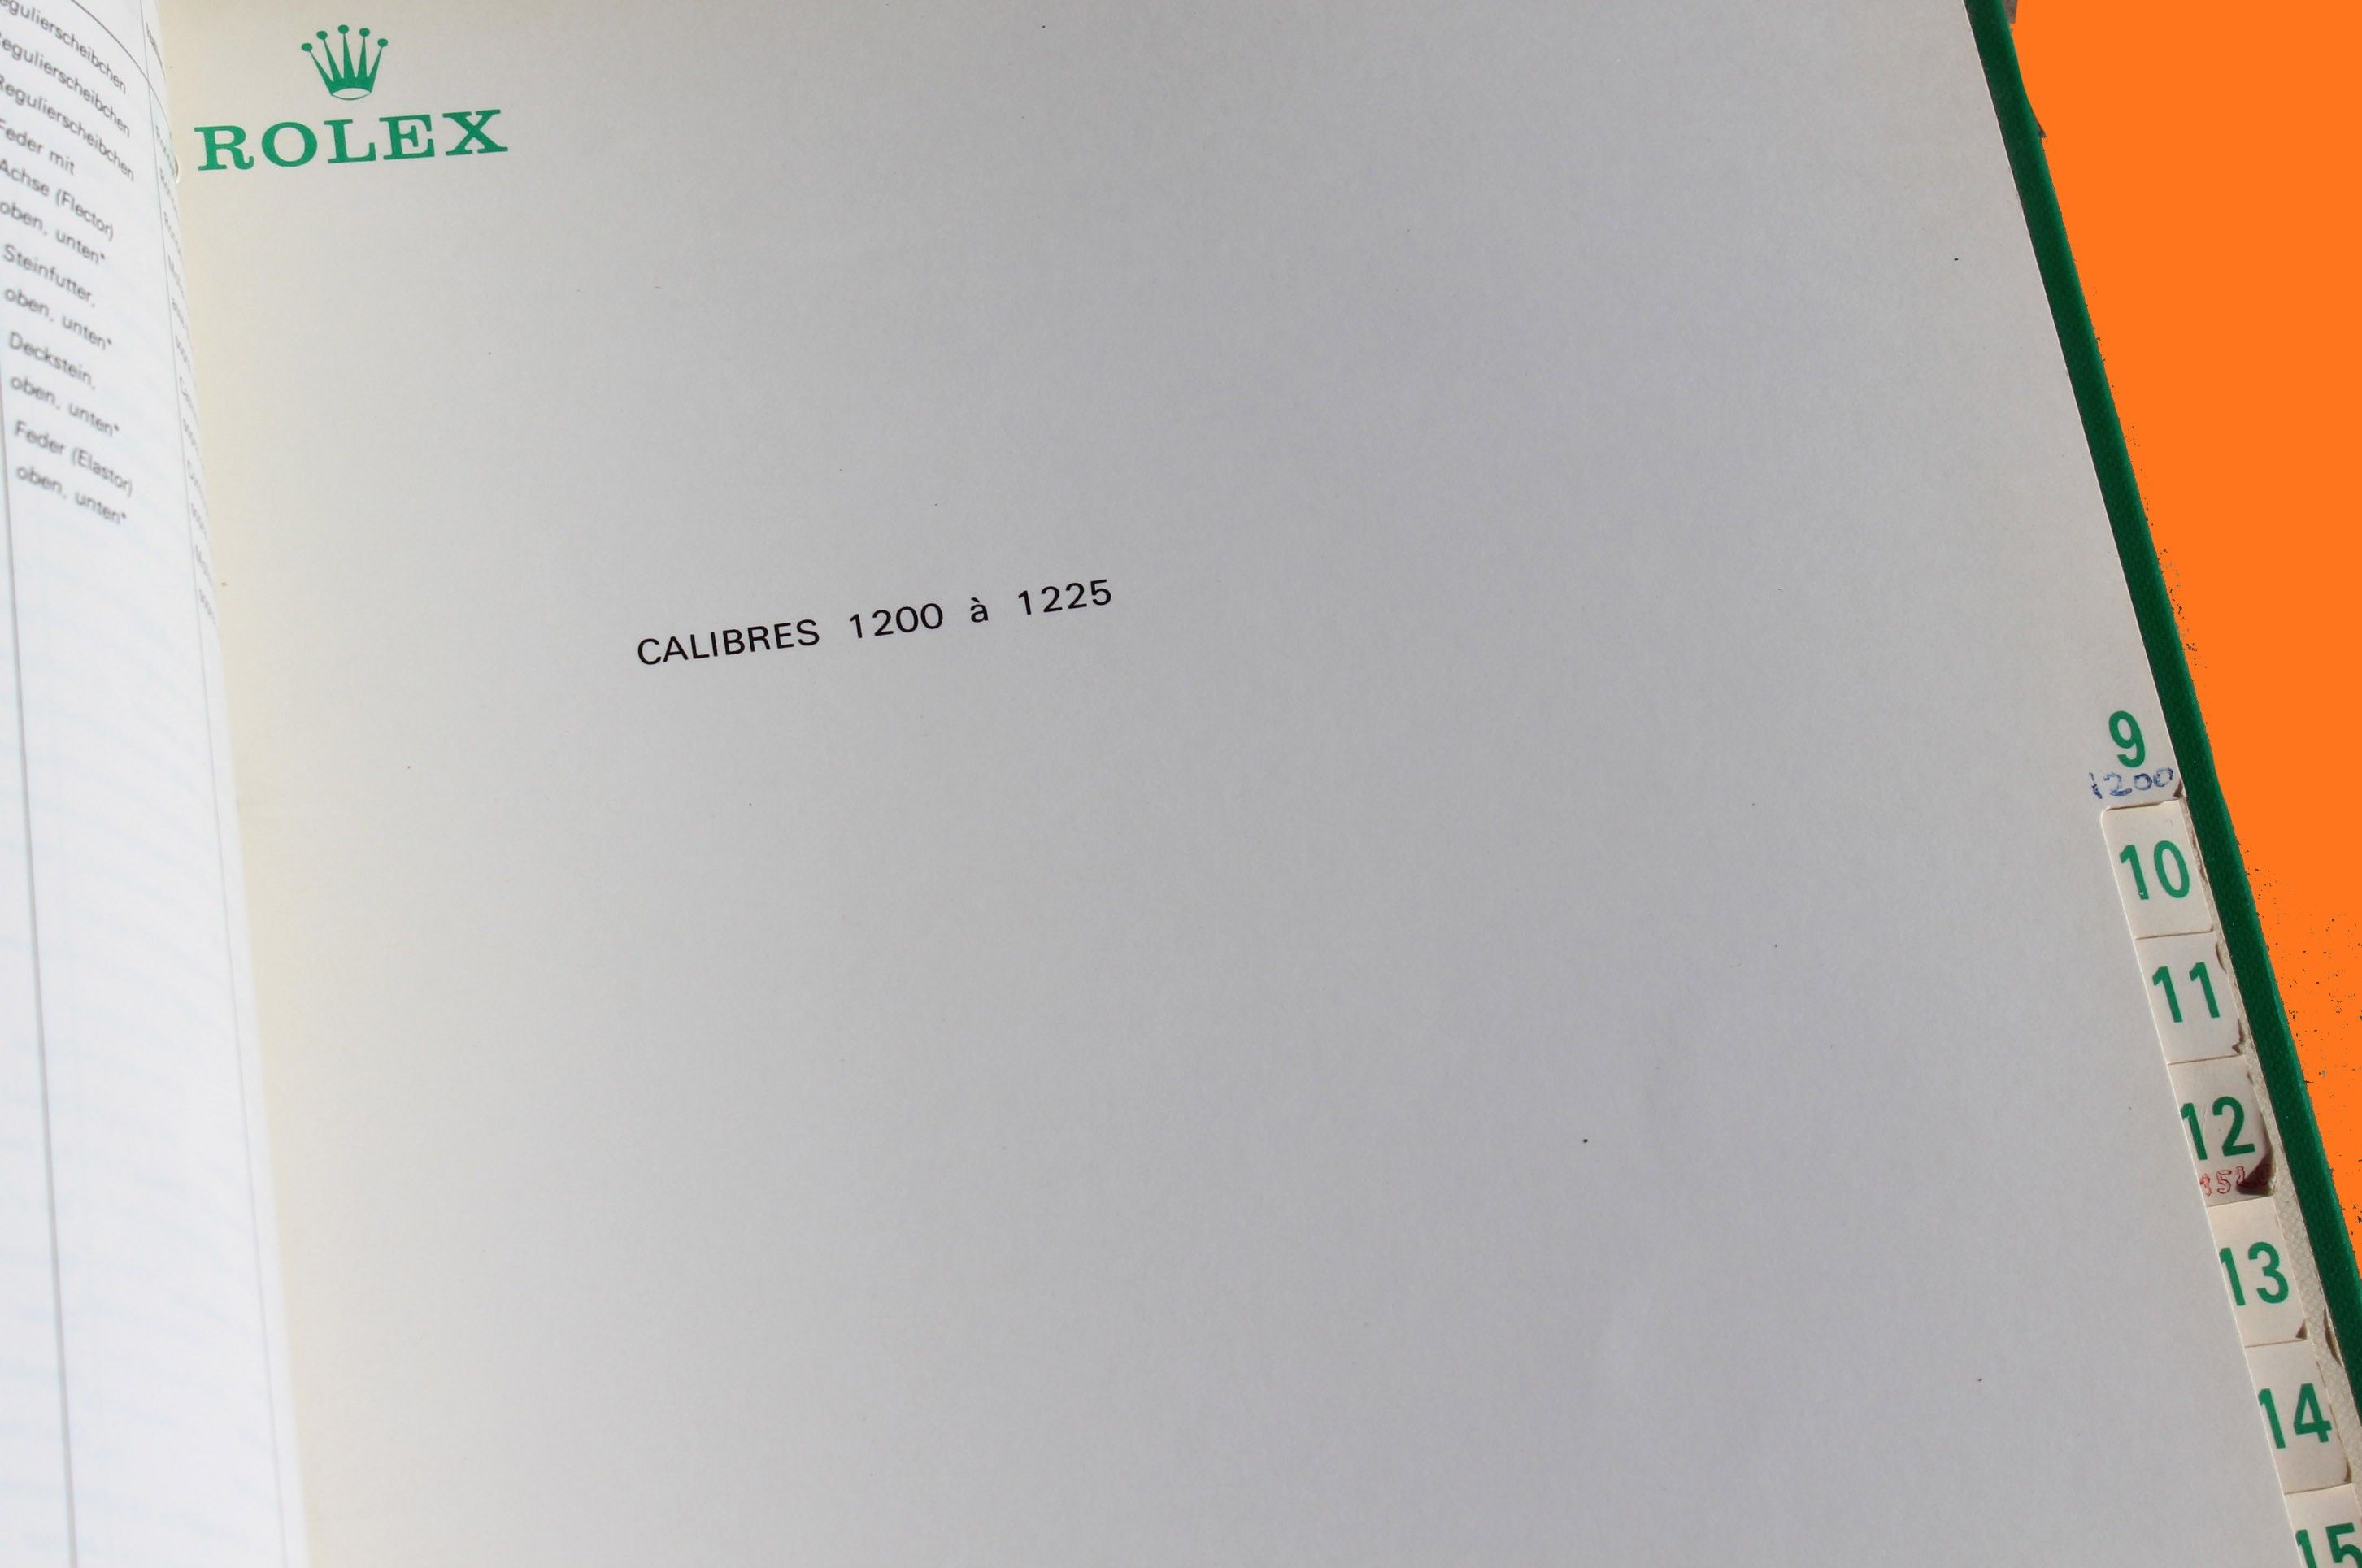 Regulierscheibchen
Regulierscheibchen
Feder mit
Achse (Flector)
oben, unten*
Steinfutter,
oben, unten*
Deckstein,
oben, unten*
Feder (Elastor)
oben, unten*
ROLEX
CALIBRES 1200 à 1225
9
1200
10
11
12
13
14
15